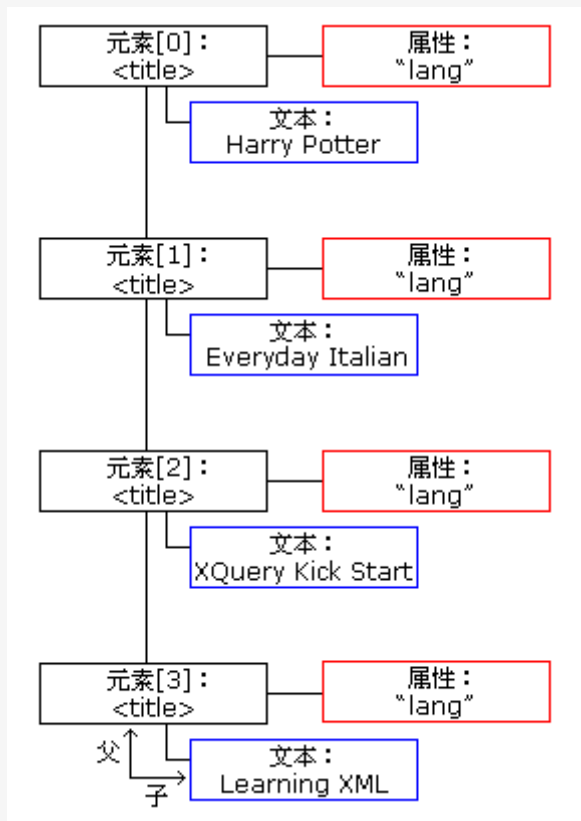 元素[0]：
<title>
属性：
“lang”
文本：
Harry Potter
元素[1]：
<title>
属性：
“lang”
文本：
Everyday Italian
元素[2]：
<title>
属性：
“lang”
文本：
XQuery Kick Start
元素[3]：
<title>
属性：
“lang”
父
子
文本：
Learning XML